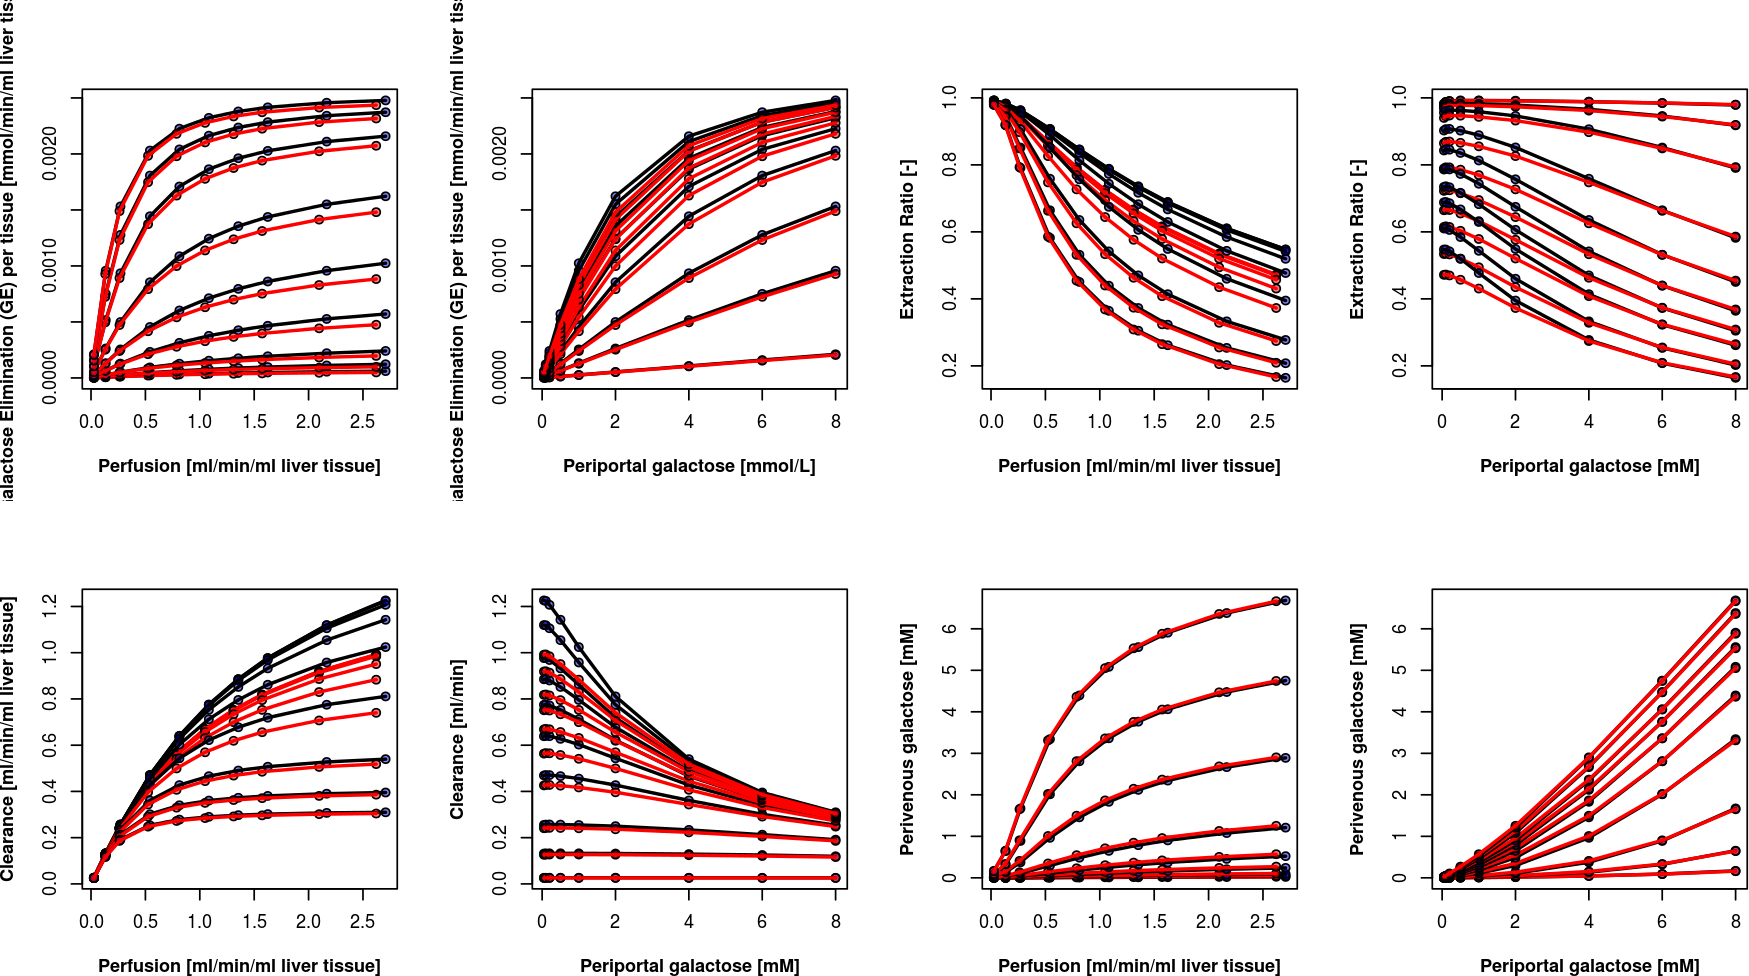 alactose Elimination (GE) per tissue [mmol/min/ml liver tiss
0.0000 0.0010 0.0020
0.0 0.5 1.0 1.5 2.0 2.5
Perfusion [ml/min/ml liver tissue]
alactose Elimination (GE) per tissue [mmol/min/ml liver tiss
0.0000 0.0010 0.0020
0 2 4 6 8
Periportal galactose [mmol/L]
Extraction Ratio [-]
0.2 0.4 0.6 0.8 1.0
0.0 0.5 1.0 1.5 2.0 2.5
Perfusion [ml/min/ml liver tissue]
Extraction Ratio [-]
0.2 0.4 0.6 0.8 1.0
0 2 4 6 8
Periportal galactose [mM]
Clearance [ml/min/ml liver tissue]
0.0 0.2 0.4 0.6 0.8 1.0 1.2
0.0 0.5 1.0 1.5 2.0 2.5
Perfusion [ml/min/ml liver tissue]
Clearance [ml/min]
0.0 0.2 0.4 0.6 0.8 1.0 1.2
0 2 4 6 8
Periportal galactose [mM]
Perivenous galactose [mM]
0 1 2 3 4 5 6
0.0 0.5 1.0 1.5 2.0 2.5
Perfusion [ml/min/ml liver tissue]
Perivenous galactose [mM]
0 1 2 3 4 5 6
0 2 4 6 8
Periportal galactose [mM]